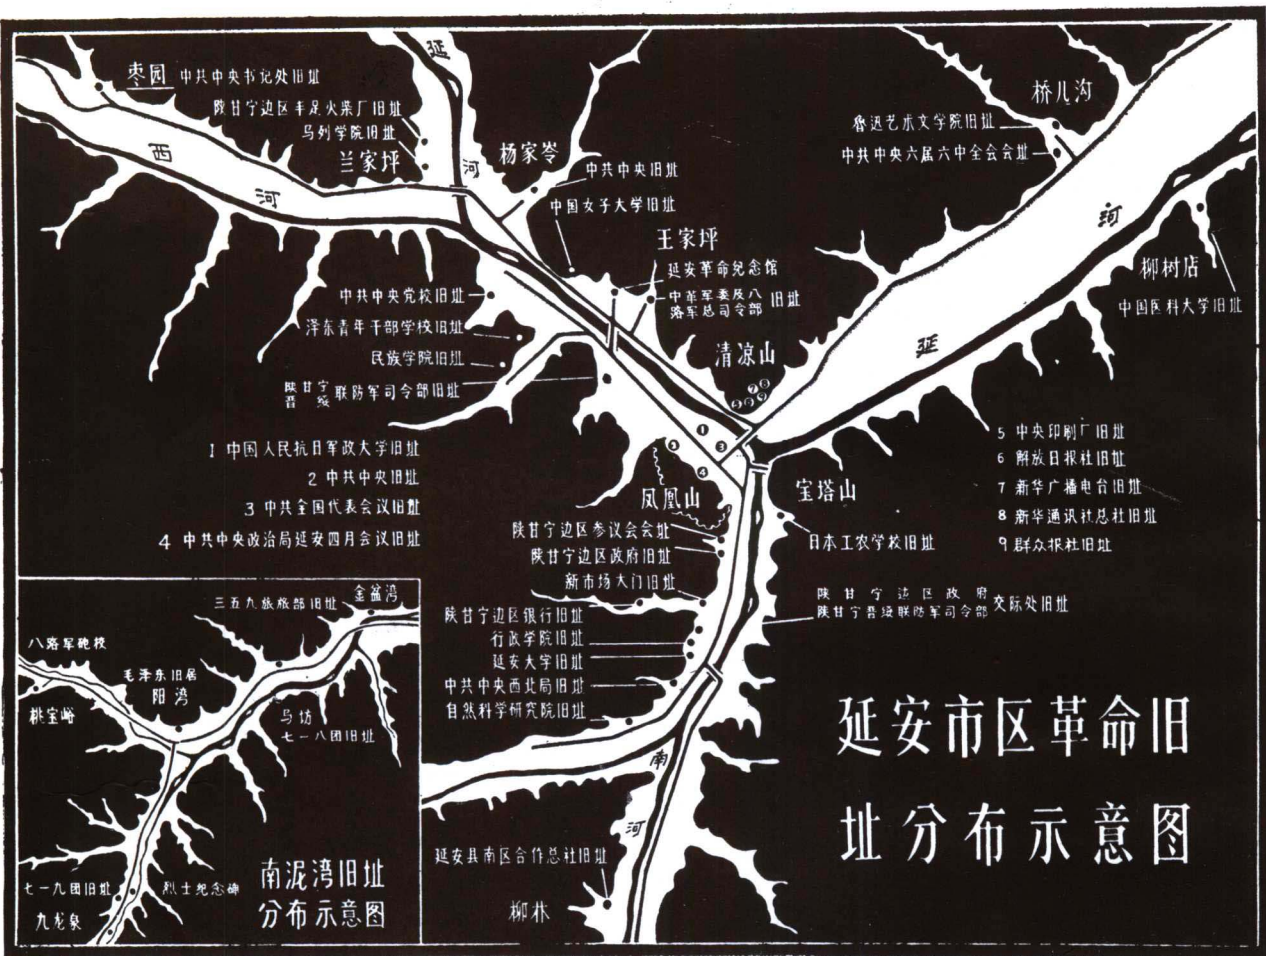 枣园 中共中央书记处旧址
陕甘宁边区丰足火柴厂旧址
马列学院旧址
兰家坪
延
河
杨家岺
中共中央旧址
中国女子大学旧址
桥儿沟
鲁迅艺术文学院旧址
中共中央六届六中全会会址
西
河
王家坪
延安革命纪念馆
中革军委及八
路军总司令部 旧址
河
柳树店
中国医科大学旧址
中共中央党校旧址
泽东青年干部学校旧址
民族学院旧址
陕甘宁
晋绥 联防军司令部旧址
清凉山
延
7 8
5 6 9
1
2
3
4
1 中国人民抗日军政大学旧址
2 中共中央旧址
3 中共全国代表会议旧址
4 中共中央政治局延安四月会议旧址
5 中央印刷厂旧址
6 解放日报社旧址
7 新华广播电台旧址
8 新华通讯社总社旧址
9 群众报社旧址
凤凰山
宝塔山
陕甘宁边区参议会会址
陕甘宁边区政府旧址
新市场大门旧址
日本工农学校旧址
陕甘宁边区政府
陕甘宁晋绥联防军司令部 交际处旧址
陕甘宁边区银行旧址
行政学院旧址
延安大学旧址
中共中央西北局旧址
自然科学研究院旧址
南
河
延安县南区合作总社旧址
柳林
延安市区革命旧
址分布示意图
三五九旅旅部旧址
金盆湾
八路军砲校
毛泽东旧居
阳湾
桃宝峪
马坊
七一八团旧址
七一九团旧址
烈士纪念碑
九龙泉
南泥湾旧址
分布示意图